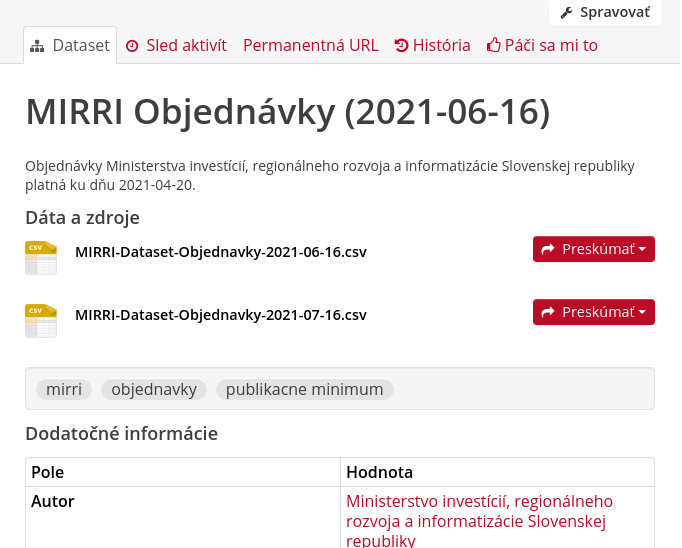 Spravovať
Dataset Sled aktivít Permanentná URL História Páči sa mi to
MIRRI Objednávky (2021-06-16)
Objednávky Ministerstva investícií, regionálneho rozvoja a informatizácie Slovenskej republiky
platná ku dňu 2021-04-20.
Dáta a zdroje
CSV MIRRI-Dataset-Objednavky-2021-06-16.csv Preskúmať
CSV MIRRI-Dataset-Objednavky-2021-07-16.csv Preskúmať
mirri objednavky publikacne minimum
Dodatočné informácie
Pole Hodnota
Autor Ministerstvo investícií, regionálneho
rozvoja a informatizácie Slovenskej
republiky